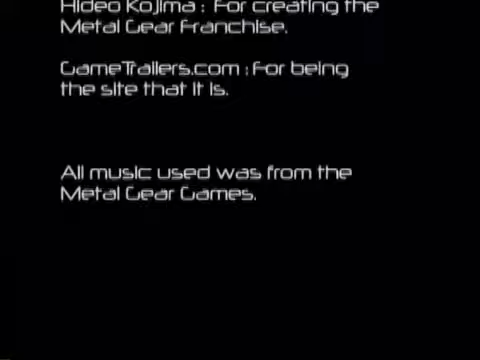 Hideo Kojima : For creating the
Metal Gear Franchise.
GameTrailers.com : For being
the site that it is.
All music used was from the
Metal Gear Games.